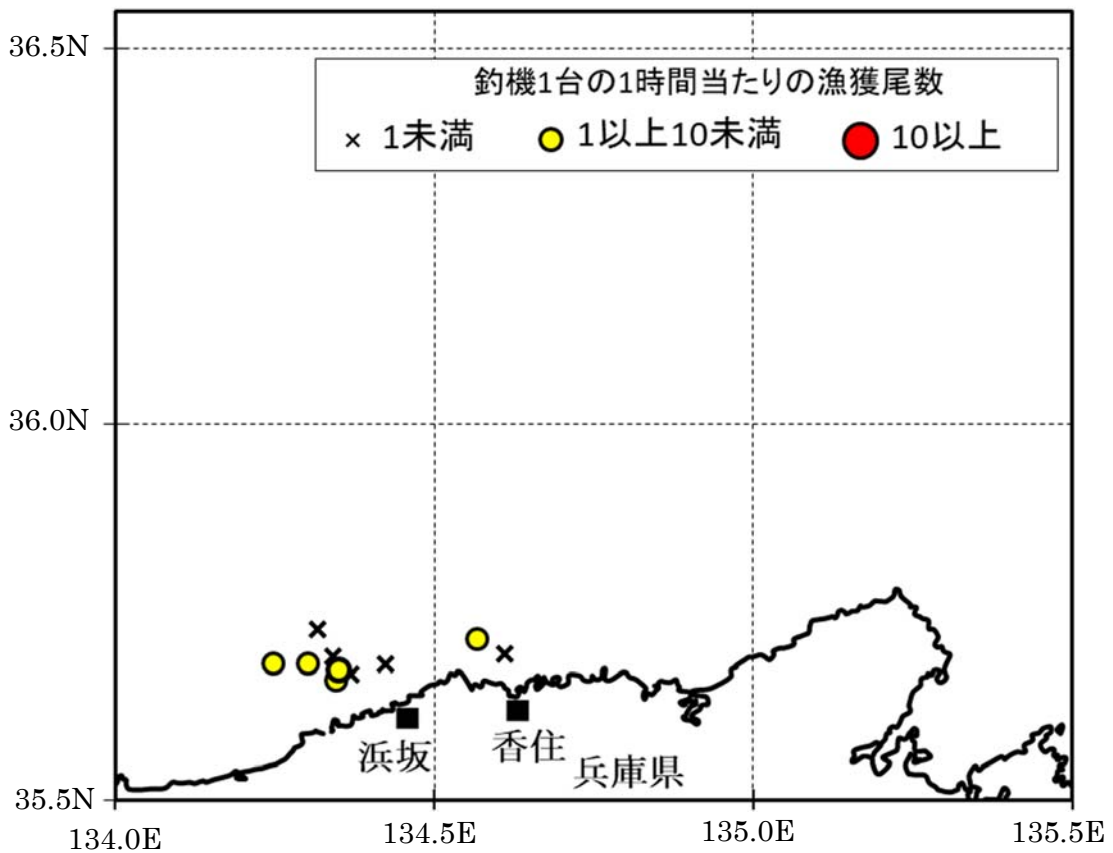 36.5N
釣機1台の1時間当たりの漁獲尾数
× 1未満 1以上10未満 10以上
36.0N
浜坂
香住
兵庫県
35.5N
134.0E 134.5E 135.0E 135.5E